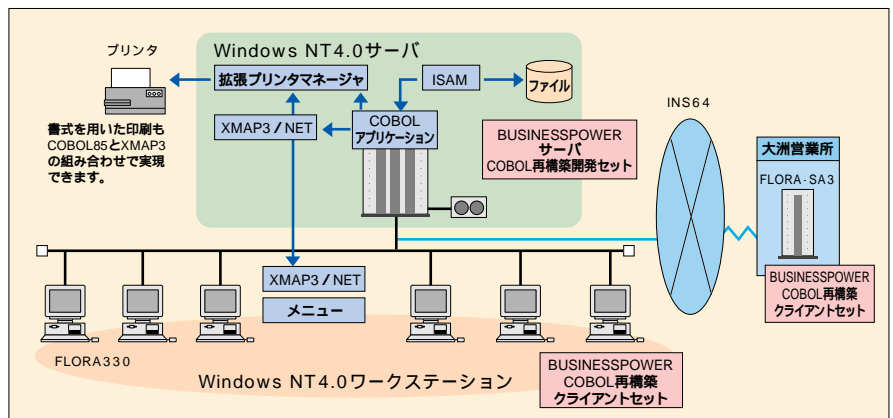 プリンタ
書式を用いた印刷も
COBOL85とXMAP3
の組み合わせで実現
できます。
Windows NT4.0サーバ
拡張プリンタマネージャ
ISAM
ファイル
XMAP3/NET
COBOL
アプリケーション
BUSINESSPOWER
サーバ
COBOL再構築開発セット
INS64
大洲営業所
FLORA-SA3
BUSINESSPOWER
COBOL再構築
クライアントセット
XMAP3/NET
メニュー
FLORA330
Windows NT4.0ワークステーション
BUSINESSPOWER
COBOL再構築
クライアントセット